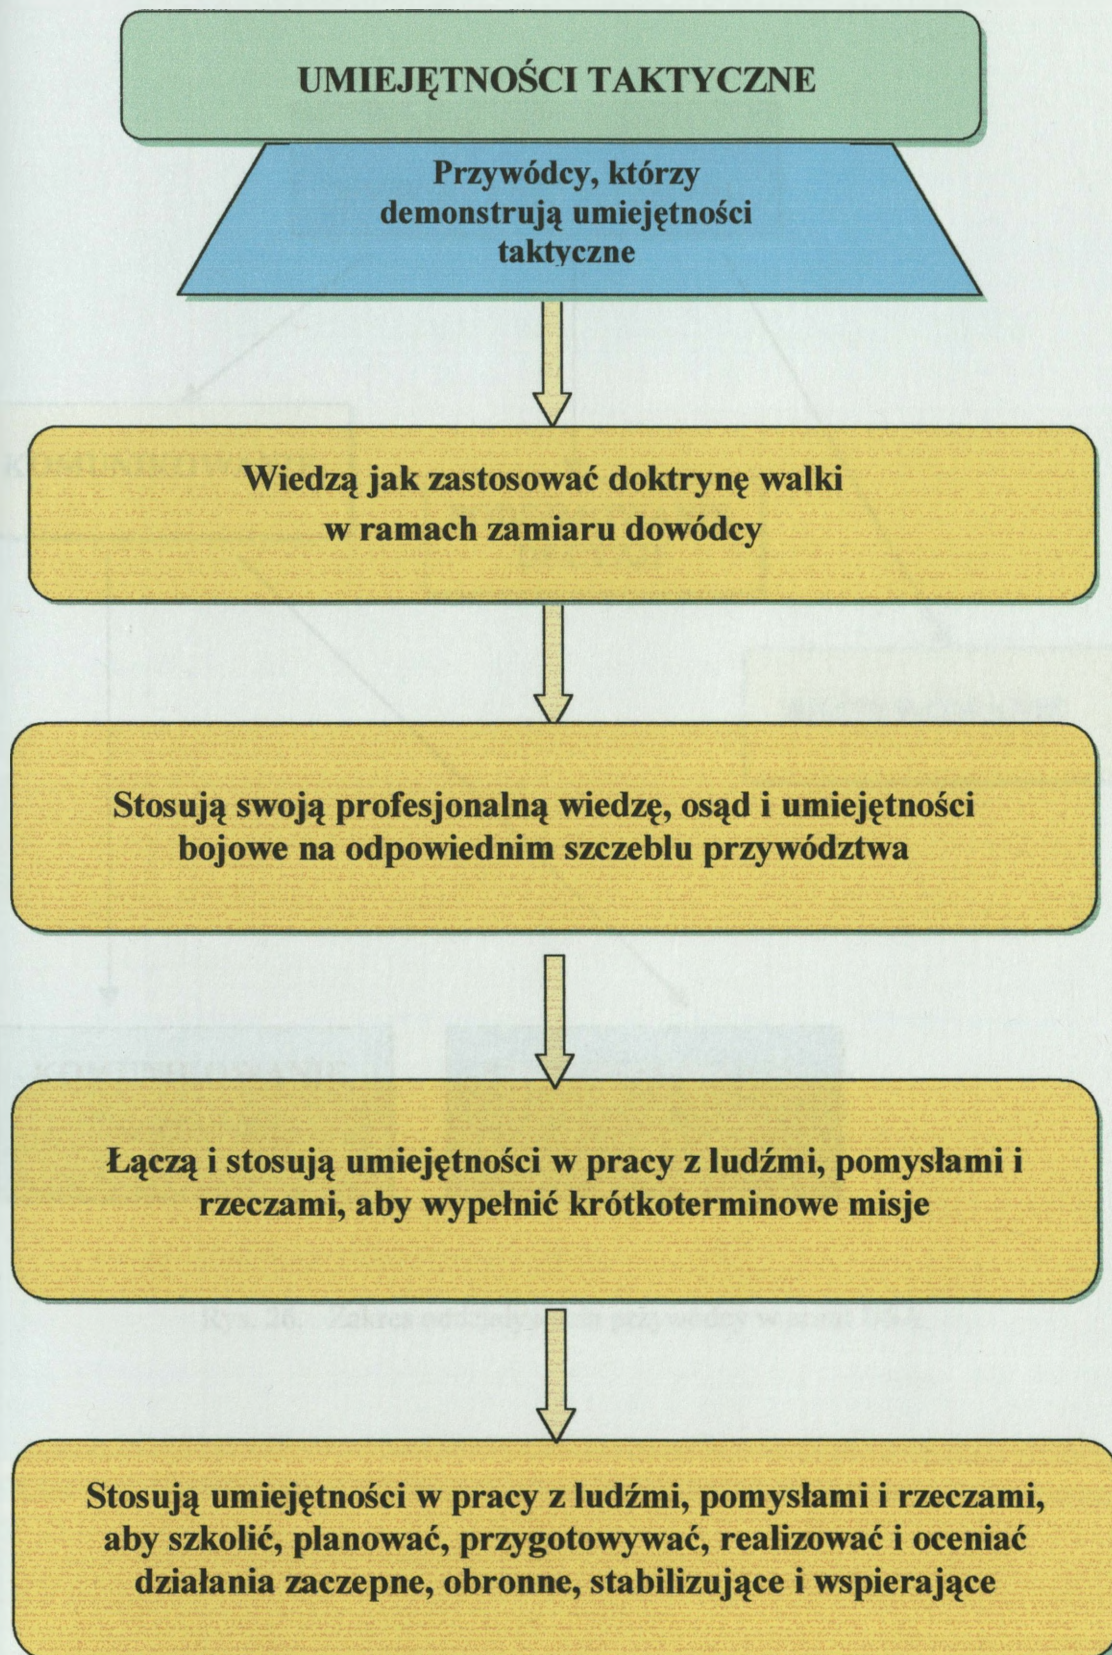 UMIEJĘTNOŚCI TAKTYCZNE
Przywódcy, którzy
demonstrują umiejętności
taktyczne
Wiedzą jak zastosować doktrynę walki
w ramach zamiaru dowódcy
Stosują swoją profesjonalną wiedzę, osąd i umiejętności
bojowe na odpowiednim szczeblu przywództwa
Łączą i stosują umiejętności w pracy z ludźmi, pomysłami i
rzeczami, aby wypełnić krótkoterminowe misje
Stosują umiejętności w pracy z ludźmi, pomysłami i rzeczami,
aby szkolić, planować, przygotowywać, realizować i oceniać
działania zaczepne, obronne, stabilizujące i wspierające